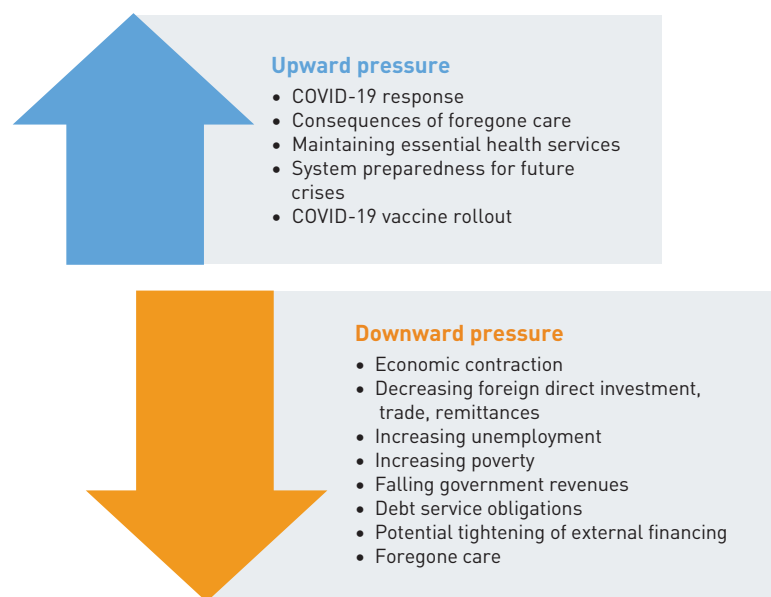 Upward pressure
• COVID-19 response
• Consequences of foregone care
• Maintaining essential health services
• System preparedness for future
crises
• COVID-19 vaccine rollout
Downward pressure
• Economic contraction
• Decreasing foreign direct investment,
trade, remittances
• Increasing unemployment
• Increasing poverty
• Falling government revenues
• Debt service obligations
• Potential tightening of external financing
• Foregone care